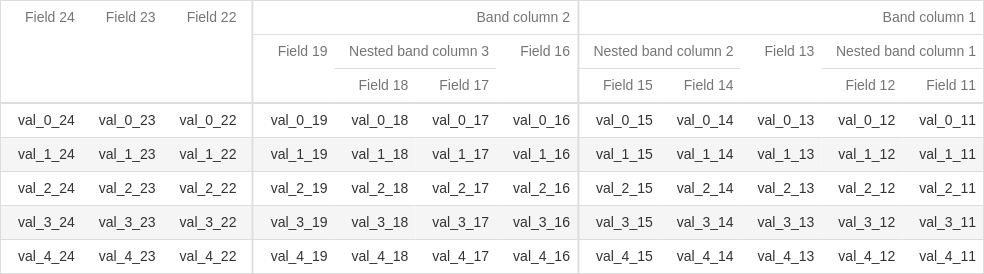 Field 24 Field 23 Field 22 Band column 2 Band column 1
Field 19 Nested band column 3 Field 16 Nested band column 2 Field 13 Nested band column 1
Field 18 Field 17 Field 15 Field 14 Field 12 Field 11
val_0_24 val_0_23 val_0_22 val_0_19 val_0_18 val_0_17 val_0_16 val_0_15 val_0_14 val_0_13 val_0_12 val_0_11
val_1_24 val_1_23 val_1_22 val_1_19 val_1_18 val_1_17 val_1_16 val_1_15 val_1_14 val_1_13 val_1_12 val_1_11
val_2_24 val_2_23 val_2_22 val_2_19 val_2_18 val_2_17 val_2_16 val_2_15 val_2_14 val_2_13 val_2_12 val_2_11
val_3_24 val_3_23 val_3_22 val_3_19 val_3_18 val_3_17 val_3_16 val_3_15 val_3_14 val_3_13 val_3_12 val_3_11
val_4_24 val_4_23 val_4_22 val_4_19 val_4_18 val_4_17 val_4_16 val_4_15 val_4_14 val_4_13 val_4_12 val_4_11